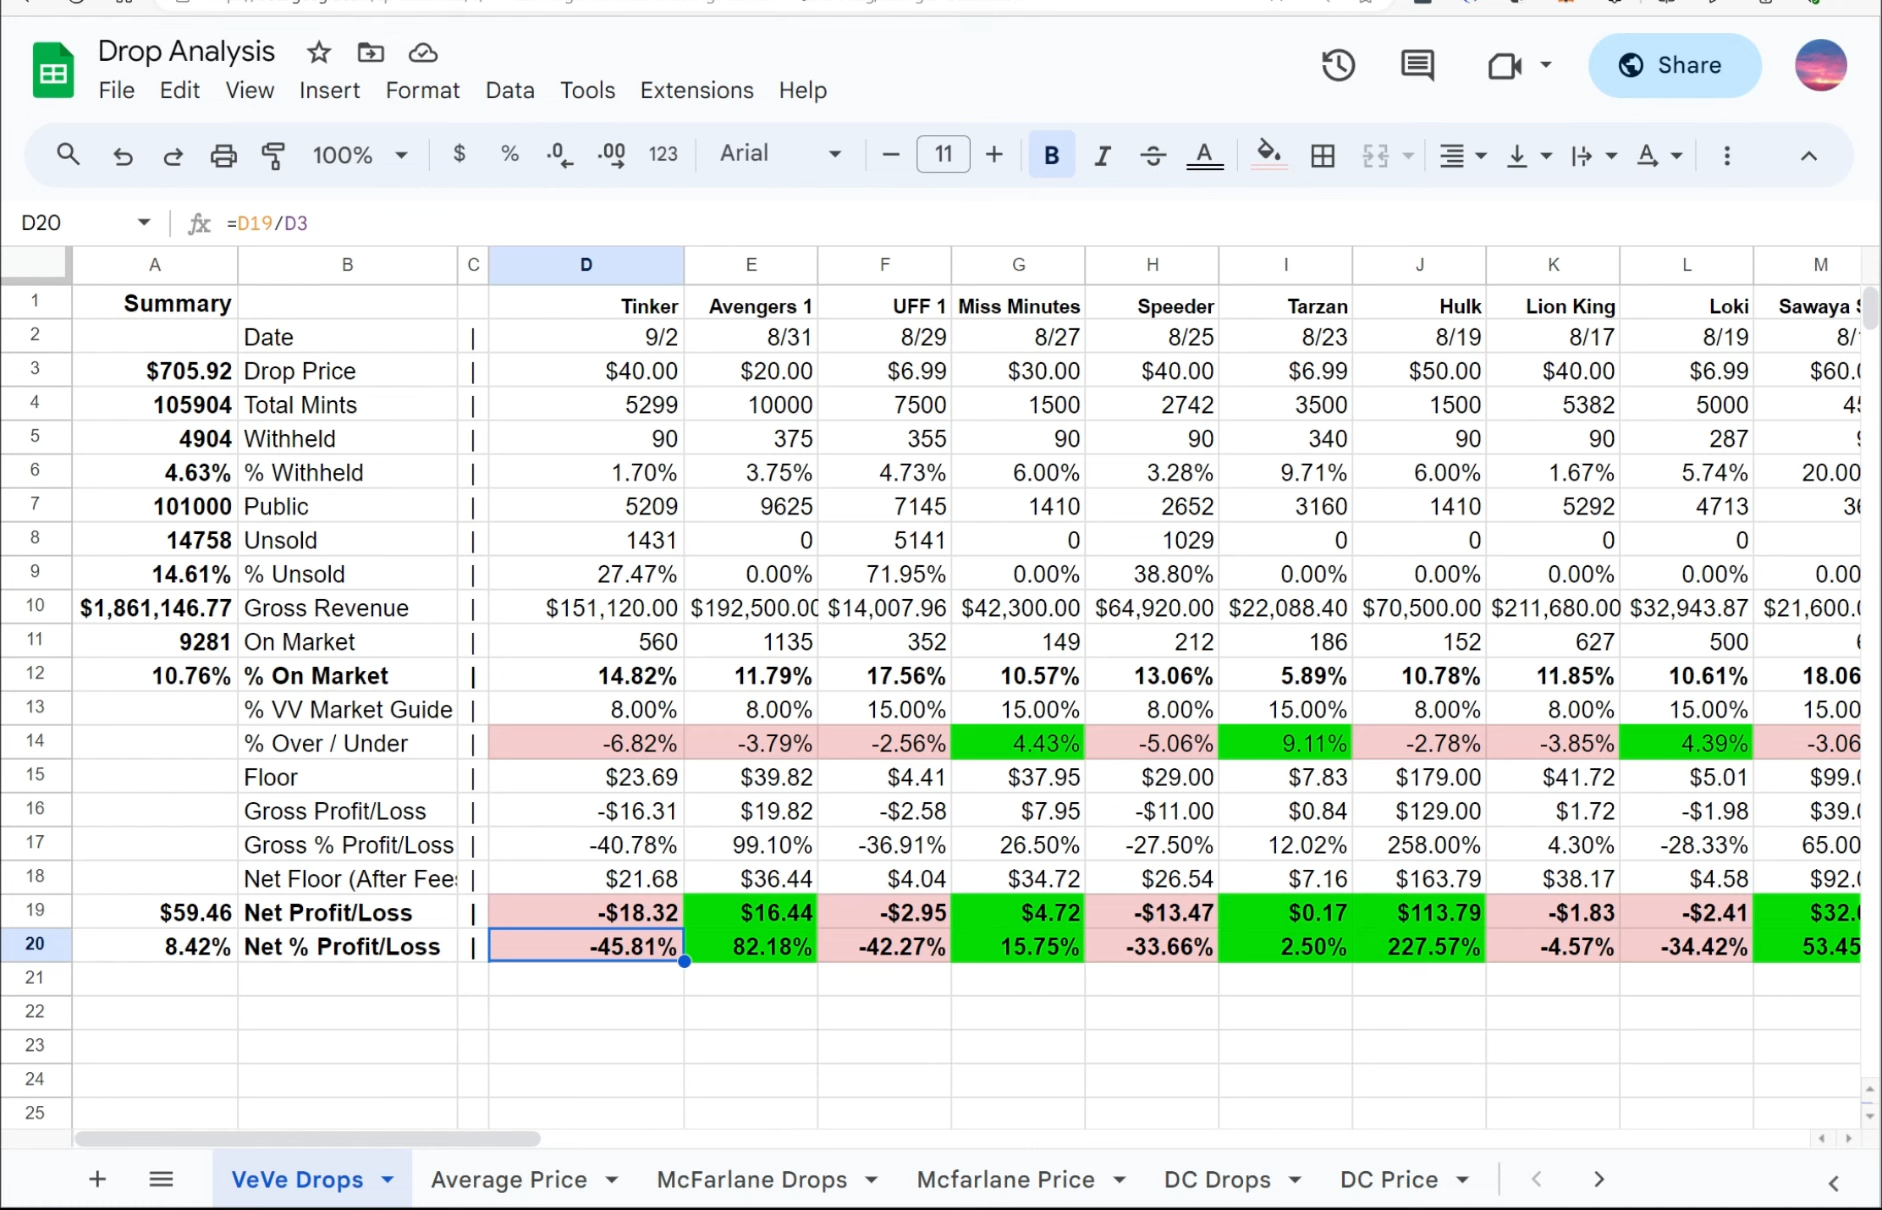 Drop Analysis
File Edit View Insert Format Data Tools Extensions Help
Share
100% $ % .0 .00 123 Arial 11 B I A A
D20 fx =D19/D3
A B C D E F G H I J K L M
1 Summary Tinker Avengers 1 UFF 1 Miss Minutes Speeder Tarzan Hulk Lion King Loki Sawaya
2 Date | 9/2 8/31 8/29 8/27 8/25 8/23 8/19 8/17 8/19 8/
3 $705.92 Drop Price | $40.00 $20.00 $6.99 $30.00 $40.00 $6.99 $50.00 $40.00 $6.99 $60.
4 105904 Total Mints | 5299 10000 7500 1500 2742 3500 1500 5382 5000 4
5 4904 Withheld | 90 375 355 90 90 340 90 90 287
6 4.63% % Withheld | 1.70% 3.75% 4.73% 6.00% 3.28% 9.71% 6.00% 1.67% 5.74% 20.00
7 101000 Public | 5209 9625 7145 1410 2652 3160 1410 5292 4713 3
8 14758 Unsold | 1431 0 5141 0 1029 0 0 0 0
9 14.61% % Unsold | 27.47% 0.00% 71.95% 0.00% 38.80% 0.00% 0.00% 0.00% 0.00% 0.00
10 $1,861,146.77 Gross Revenue | $151,120.00 $192,500.00 $14,007.96 $42,300.00 $64,920.00 $22,088.40 $70,500.00 $211,680.00 $32,943.87 $21,600.
11 9281 On Market | 560 1135 352 149 212 186 152 627 500
12 10.76% % On Market | 14.82% 11.79% 17.56% 10.57% 13.06% 5.89% 10.78% 11.85% 10.61% 18.06
13 % VV Market Guide | 8.00% 8.00% 15.00% 15.00% 8.00% 15.00% 8.00% 8.00% 15.00% 15.00
14 % Over / Under | -6.82% -3.79% -2.56% 4.43% -5.06% 9.11% -2.78% -3.85% 4.39% -3.06
15 Floor | $23.69 $39.82 $4.41 $37.95 $29.00 $7.83 $179.00 $41.72 $5.01 $99.
16 Gross Profit/Loss | -$16.31 $19.82 -$2.58 $7.95 -$11.00 $0.84 $129.00 $1.72 -$1.98 $39.
17 Gross % Profit/Loss | -40.78% 99.10% -36.91% 26.50% -27.50% 12.02% 258.00% 4.30% -28.33% 65.00
18 Net Floor (After Fees | $21.68 $36.44 $4.04 $34.72 $26.54 $7.16 $163.79 $38.17 $4.58 $92.
19 $59.46 Net Profit/Loss | -$18.32 $16.44 -$2.95 $4.72 -$13.47 $0.17 $113.79 -$1.83 -$2.41 $32.
20 8.42% Net % Profit/Loss | -45.81% 82.18% -42.27% 15.75% -33.66% 2.50% 227.57% -4.57% -34.42% 53.45
21
22
23
24
25
VeVe Drops Average Price McFarlane Drops Mcfarlane Price DC Drops DC Price